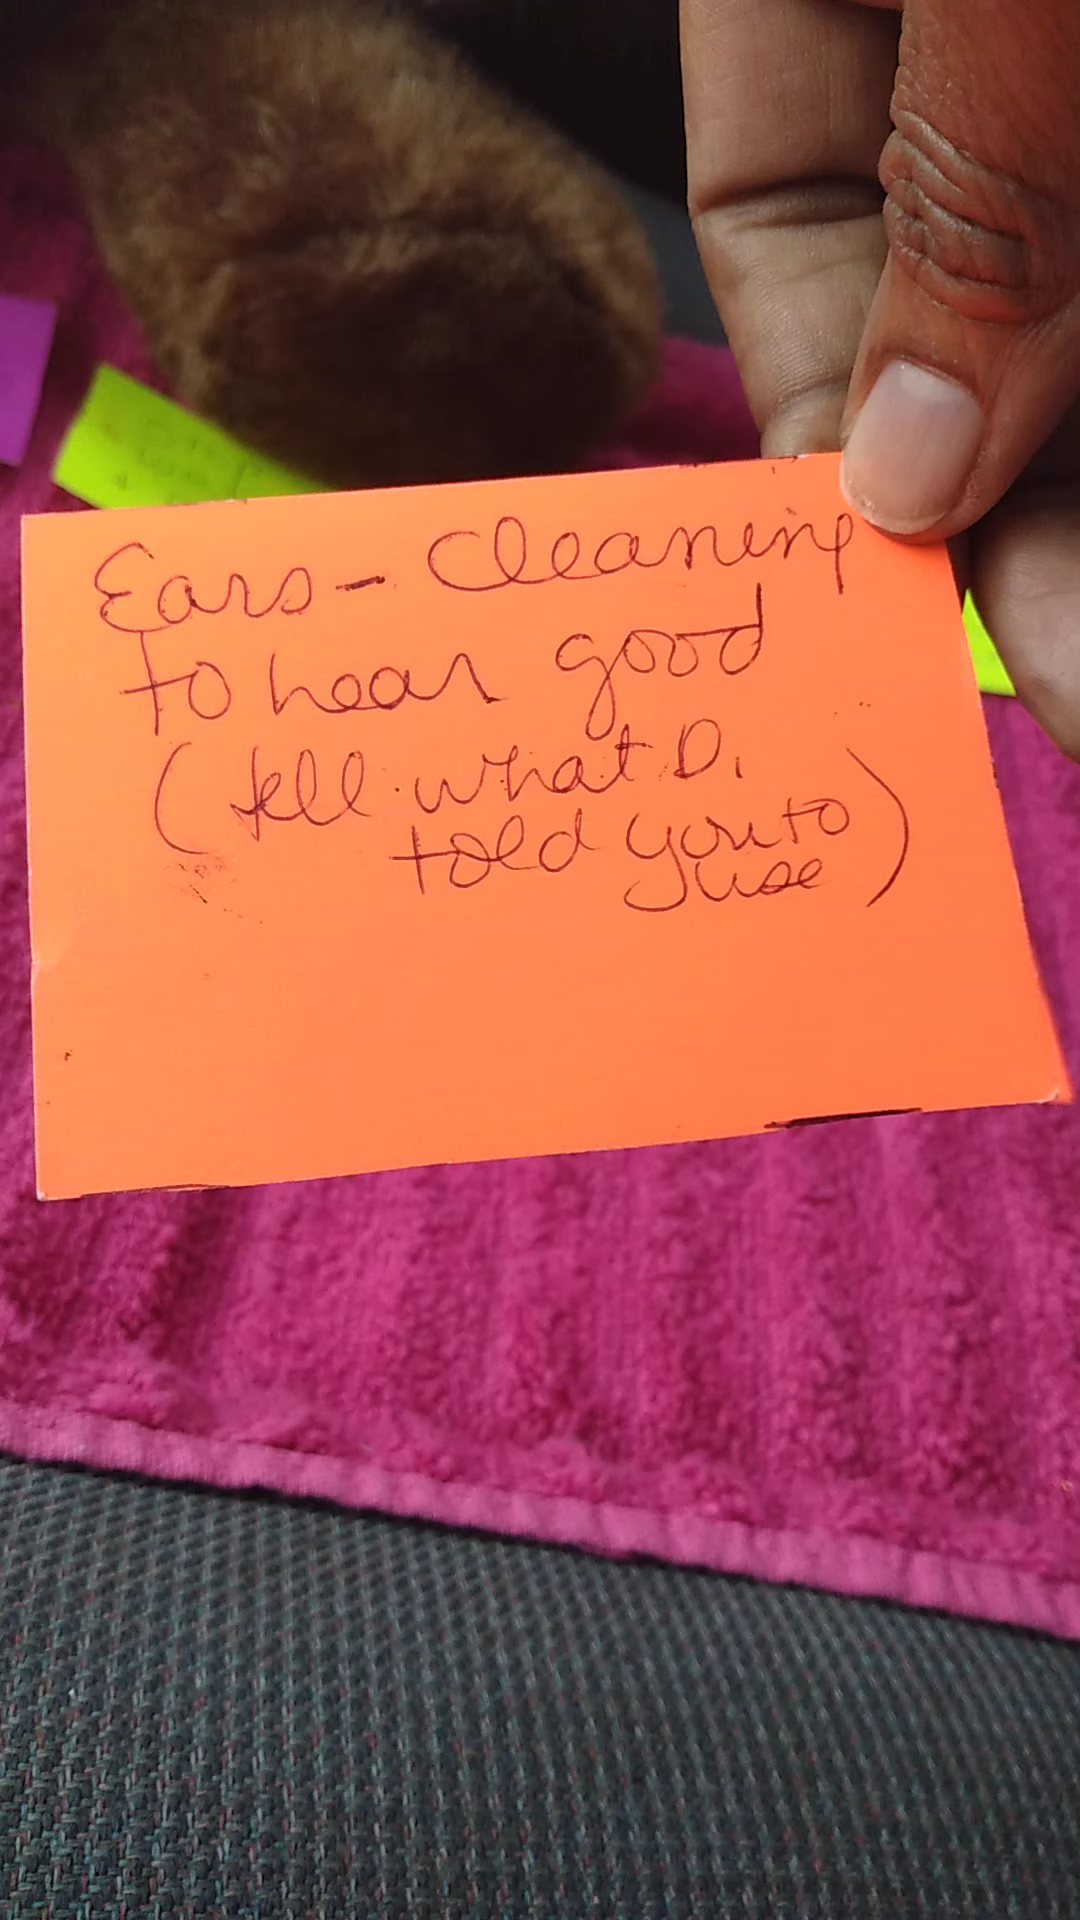 Ears - Cleaning
to hear good
(tell what D.
told you to
use)